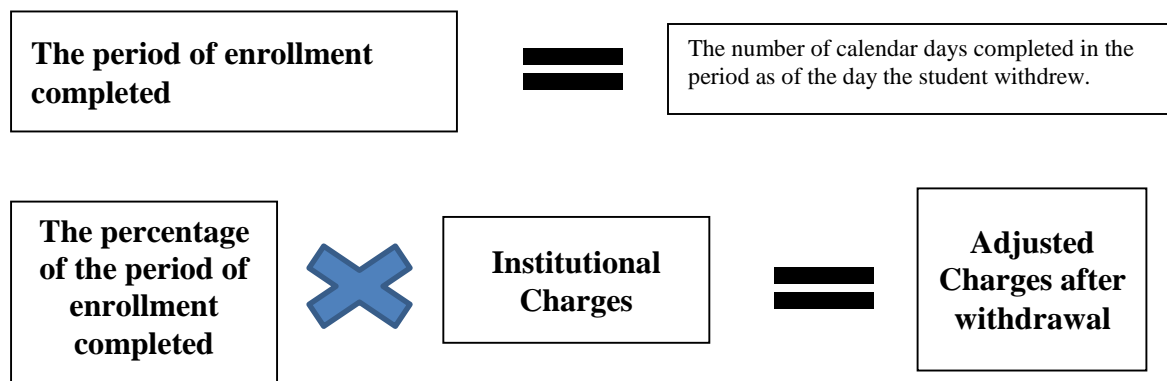 The period of enrollment
completed
The number of calendar days completed in the
period as of the day the student withdrew.
The percentage
of the period of
enrollment
completed
Institutional
Charges
Adjusted
Charges after
withdrawal